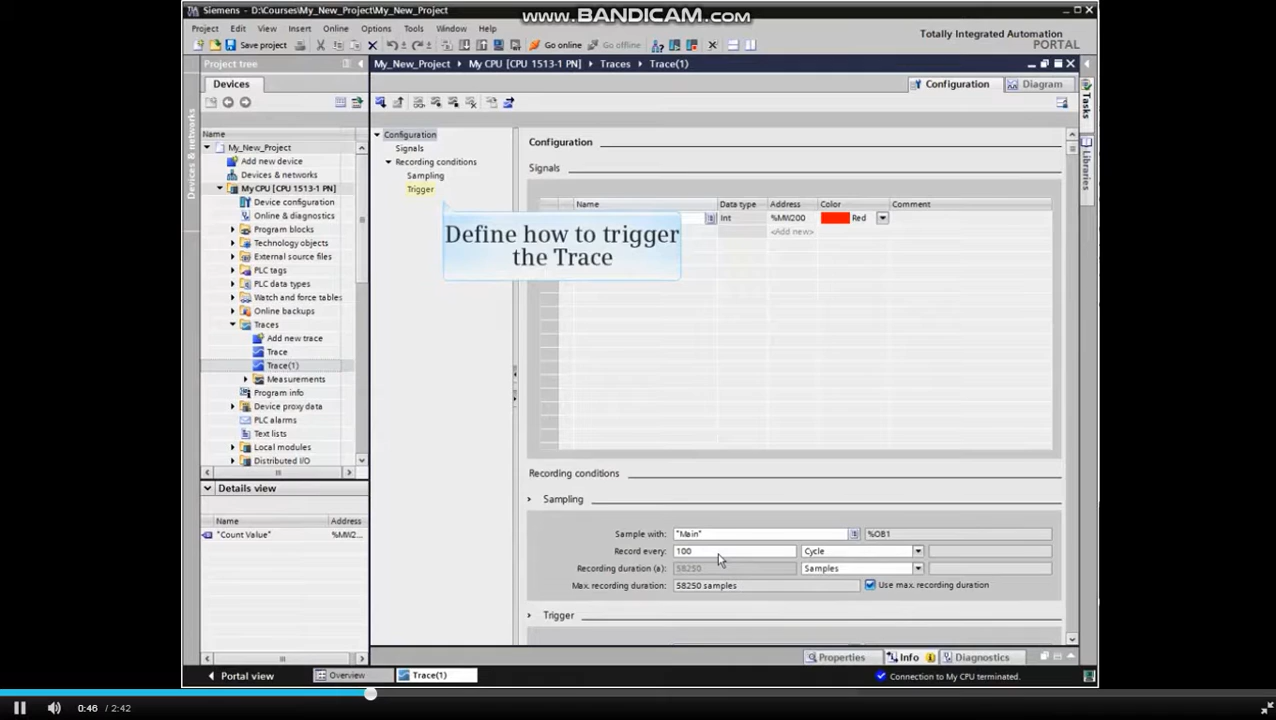 Siemens - D:\Courses\My_New_Project\My_New_Project
www.BANDICAM.com
Project Edit View Insert Online Options Tools Window Help
Totally Integrated Automation
PORTAL
Save project
Go online
Go offline
Project tree
My_New_Project My CPU [CPU 1513-1 PN] Traces Trace(1)
Devices
Configuration
Diagram
Tasks
Libraries
Devices & networks
Name
My_New_Project
Add new device
Devices & networks
My CPU [CPU 1513-1 PN]
Device configuration
Online & diagnostics
Program blocks
Technology objects
External source files
PLC tags
PLC data types
Watch and force tables
Online backups
Traces
Add new trace
Trace
Trace(1)
Measurements
Program info
Device proxy data
PLC alarms
Text lists
Local modules
Distributed I/O
Details view
Name Address
"Count Value" %MW2...
Configuration
Signals
Recording conditions
Sampling
Trigger
Define how to trigger
the Trace
Configuration
Signals
Name Data type Address Color Comment
Int %MW200 Red
<Add new>
Recording conditions
Sampling
Sample with: "Main" %OB1
Record every: 100 Cycle
Recording duration (a): 58250 Samples
Max. recording duration: 58250 samples Use max. recording duration
Trigger
Properties Info Diagnostics
Portal view Overview Trace(1) Connection to My CPU terminated.
0:46 / 2:42